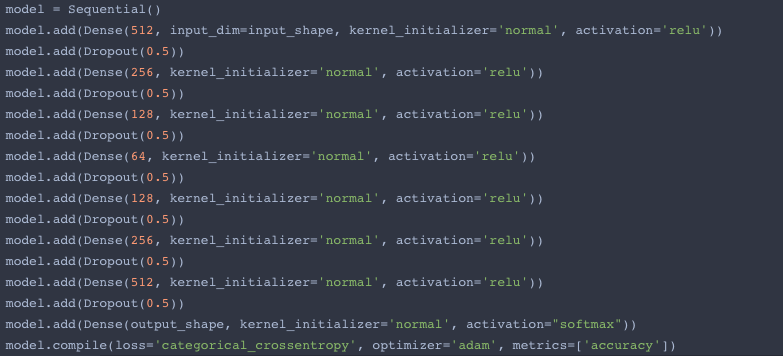 model = Sequential()
model.add(Dense(512, input_dim=input_shape, kernel_initializer='normal', activation='relu'))
model.add(Dropout(0.5))
model.add(Dense(256, kernel_initializer='normal', activation='relu'))
model.add(Dropout(0.5))
model.add(Dense(128, kernel_initializer='normal', activation='relu'))
model.add(Dropout(0.5))
model.add(Dense(64, kernel_initializer='normal', activation='relu'))
model.add(Dropout(0.5))
model.add(Dense(128, kernel_initializer='normal', activation='relu'))
model.add(Dropout(0.5))
model.add(Dense(256, kernel_initializer='normal', activation='relu'))
model.add(Dropout(0.5))
model.add(Dense(512, kernel_initializer='normal', activation='relu'))
model.add(Dropout(0.5))
model.add(Dense(output_shape, kernel_initializer='normal', activation="softmax"))
model.compile(loss='categorical_crossentropy', optimizer='adam', metrics=['accuracy'])